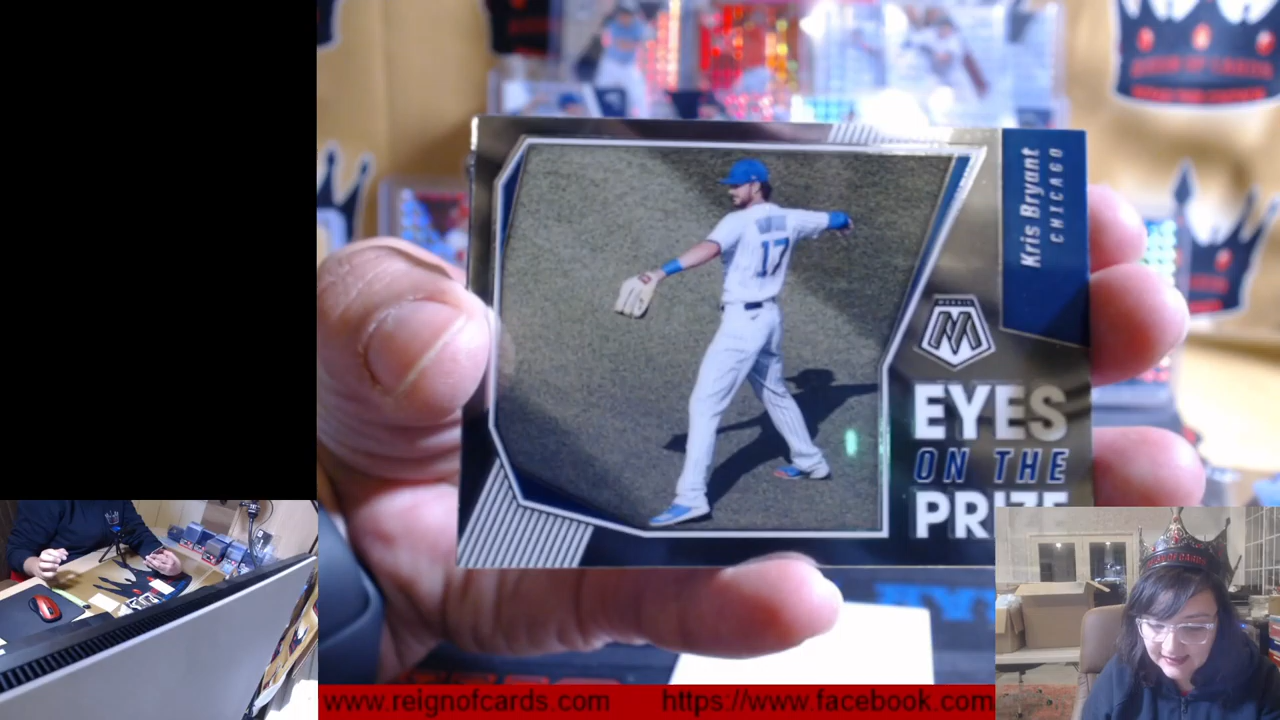 Kris Bryant
CHICAGO
17
MOSAIC
EYES
ON THE
PRIZE
www.reignofcards.com https://www.facebook.com